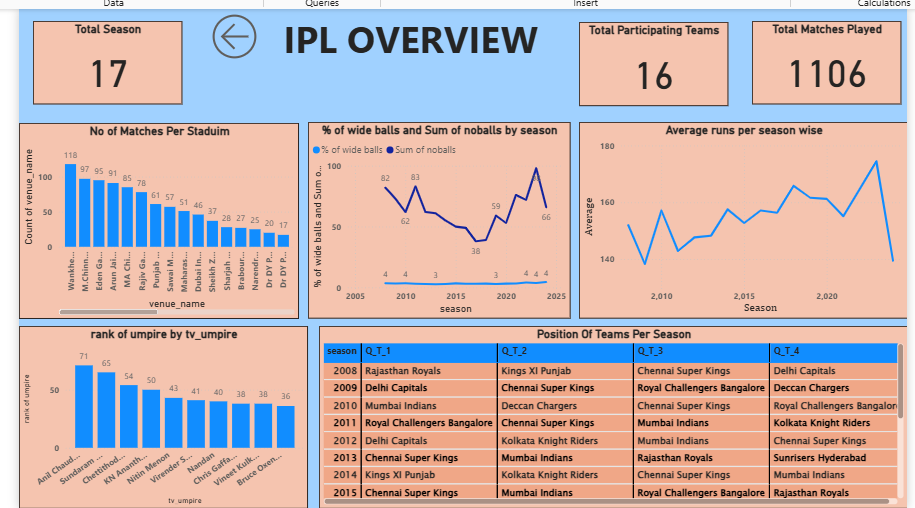 Data Queries Insert Calculations
Total Season
17
IPL OVERVIEW
Total Participating Teams
16
Total Matches Played
1106
No of Matches Per Staduim
Count of venue_name
100
50
0
118 97 95 91 85 78 61 57 51 46 37 28 27 25 20 17
Wankhe... M.Chinn... Eden Ga... Arun Jai... MA Chi... Rajiv Ga... Punjab ... Sawai M... Maharas... Dubai In... Sheikh Z... Sharjah ... Brabour... Narendr... Dr DY P... Dr DY P...
venue_name
% of wide balls and Sum of noballs by season
% of wide balls Sum of noballs
% of wide balls and Sum o...
100
50
0
82 62 83 38 59 66
4 4 3 3 4 4 4
2005 2010 2015 2020 2025
season
Average runs per season wise
Average
180
160
140
2,010 2,015 2,020
Season
rank of umpire by tv_umpire
rank of umpire
50
0
71 65 54 50 43 41 40 38 38 36
Anil Chaud... Sundaram ... Chettithod... KN Ananth... Nitin Menon Virender S... Nandan Chris Gaffa... Vineet Kulk... Bruce Oxen...
tv_umpire
Position Of Teams Per Season
season Q_T_1 Q_T_2 Q_T_3 Q_T_4
2008 Rajasthan Royals Kings XI Punjab Chennai Super Kings Delhi Capitals
2009 Delhi Capitals Chennai Super Kings Royal Challengers Bangalore Deccan Chargers
2010 Mumbai Indians Deccan Chargers Chennai Super Kings Royal Challengers Bangalor
2011 Royal Challengers Bangalore Chennai Super Kings Mumbai Indians Kolkata Knight Riders
2012 Delhi Capitals Kolkata Knight Riders Mumbai Indians Chennai Super Kings
2013 Chennai Super Kings Mumbai Indians Rajasthan Royals Sunrisers Hyderabad
2014 Kings XI Punjab Kolkata Knight Riders Chennai Super Kings Mumbai Indians
2015 Chennai Super Kings Mumbai Indians Royal Challengers Bangalore Rajasthan Royals